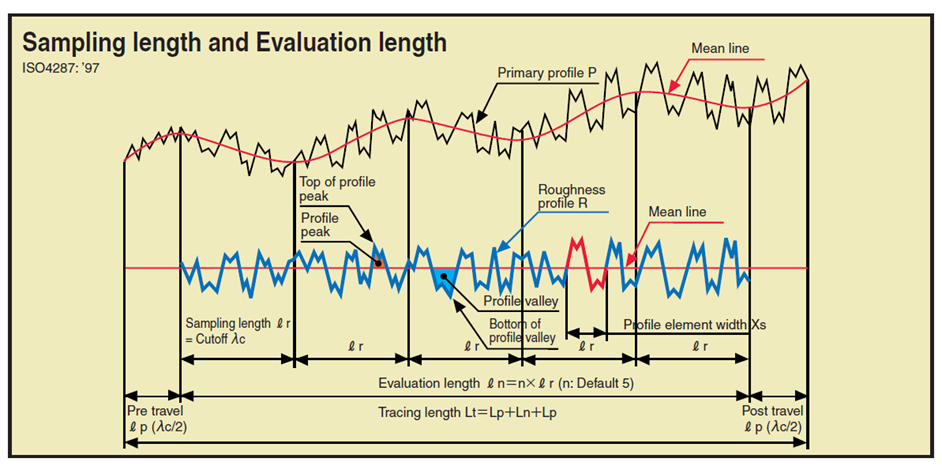 Sampling length and Evaluation length
ISO4287: '97
Mean line
Primary profile P
Top of profile
peak
Profile
peak
Roughness
profile R
Mean line
Profile valley
Bottom of
profile valley
Profile element width Xs
Sampling length ℓ r
= Cutoff λc
ℓ r
ℓ r
ℓ r
ℓ r
Evaluation length ℓ n=n×ℓ r (n: Default 5)
Pre travel
ℓ p (λc/2)
Tracing length Lt=Lp+Ln+Lp
Post travel
ℓ p (λc/2)